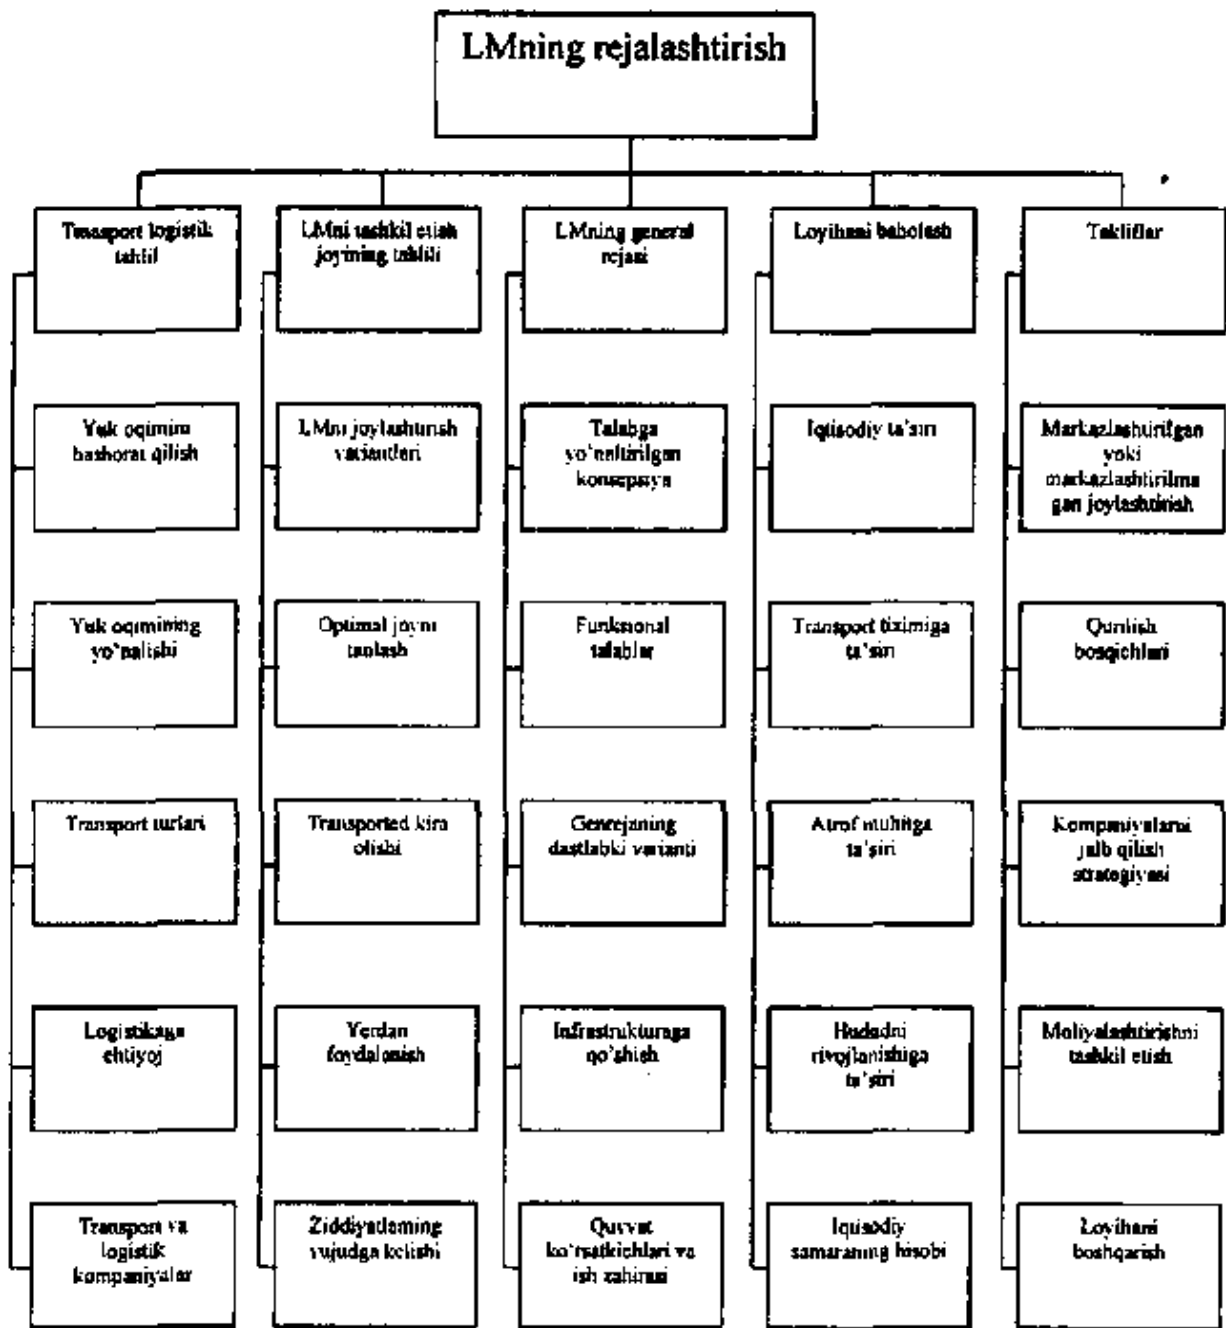 LMning rejalashtirish
Transport logistik
tahlil
LMni tashkil etish
joyining tahlili
LMning general
rejasi
Loyihani baholash
Takliflar
Yuk oqimini
bashorat qilish
LMni joylashtirish
variantlari
Talabga
yo‘naltirilgan
konsepsiya
Iqtisodiy ta’siri
Markazlashtirilgan
yoki
markazlashtirilma
gan joylashtirish
Yuk oqimining
yo‘nalishi
Optimal joyni
tanlash
Funksional
talablar
Transport tizimiga
ta’siri
Qurilish
bosqichlari
Transport turlari
Transported kira
olishi
Genrejaning
dastlabki varianti
Atrof muhitga
ta’siri
Kompaniyalarni
jalb qilish
strategiyasi
Logistikaga
ehtiyoj
Yerdan
foydalanish
Infrastrukturaga
qo‘shish
Hududni
rivojlanishiga
ta’siri
Moliyalashtirishni
tashkil etish
Transport va
logistik
kompaniyalar
Ziddiyatlarning
vujudga kelishi
Quvvat
ko‘rsatkichlari va
ish zahirasi
Iqtisodiy
samaraning hisobi
Loyihani
boshqarish